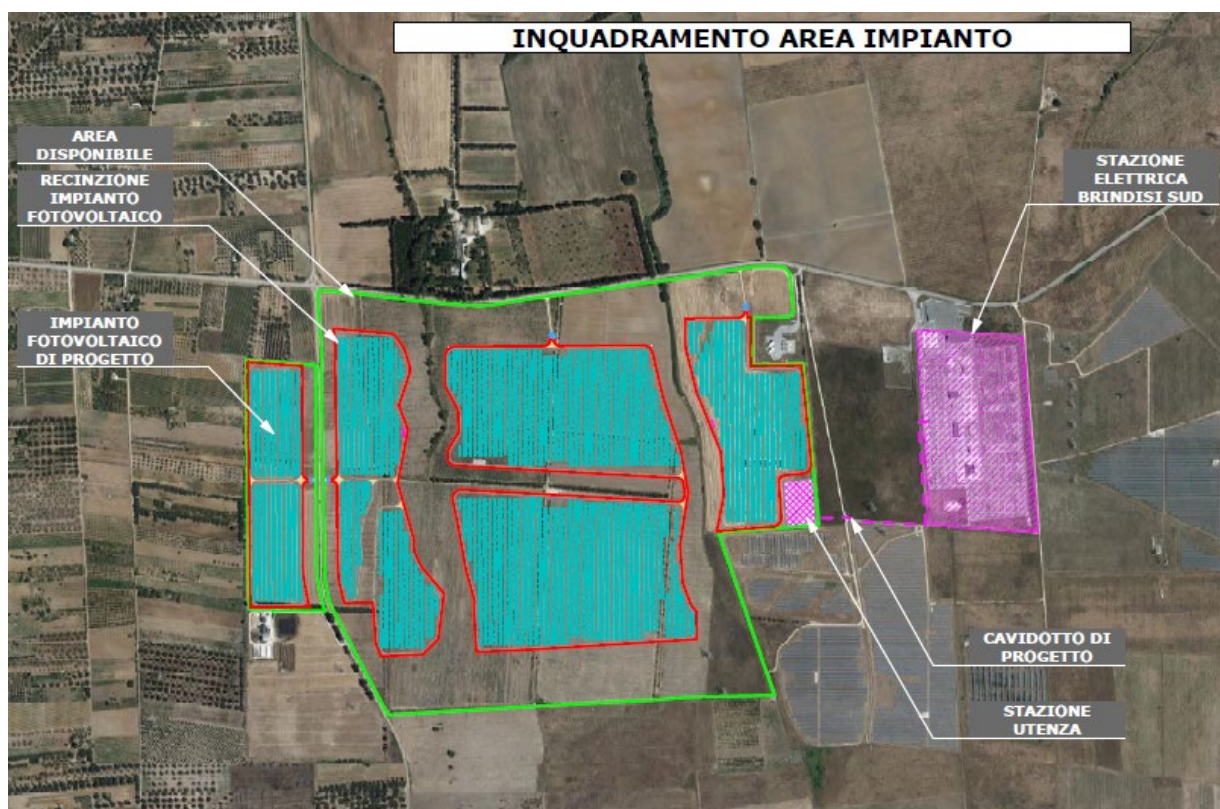 INQUADRAMENTO AREA IMPIANTO
AREA
DISPONIBILE
RECINZIONE
IMPIANTO
FOTOVOLTAICO
IMPIANTO
FOTOVOLTAICO
DI PROGETTO
STAZIONE
ELETTRICA
BRINDISI SUD
CAVIDOTTO DI
PROGETTO
STAZIONE
UTENZA